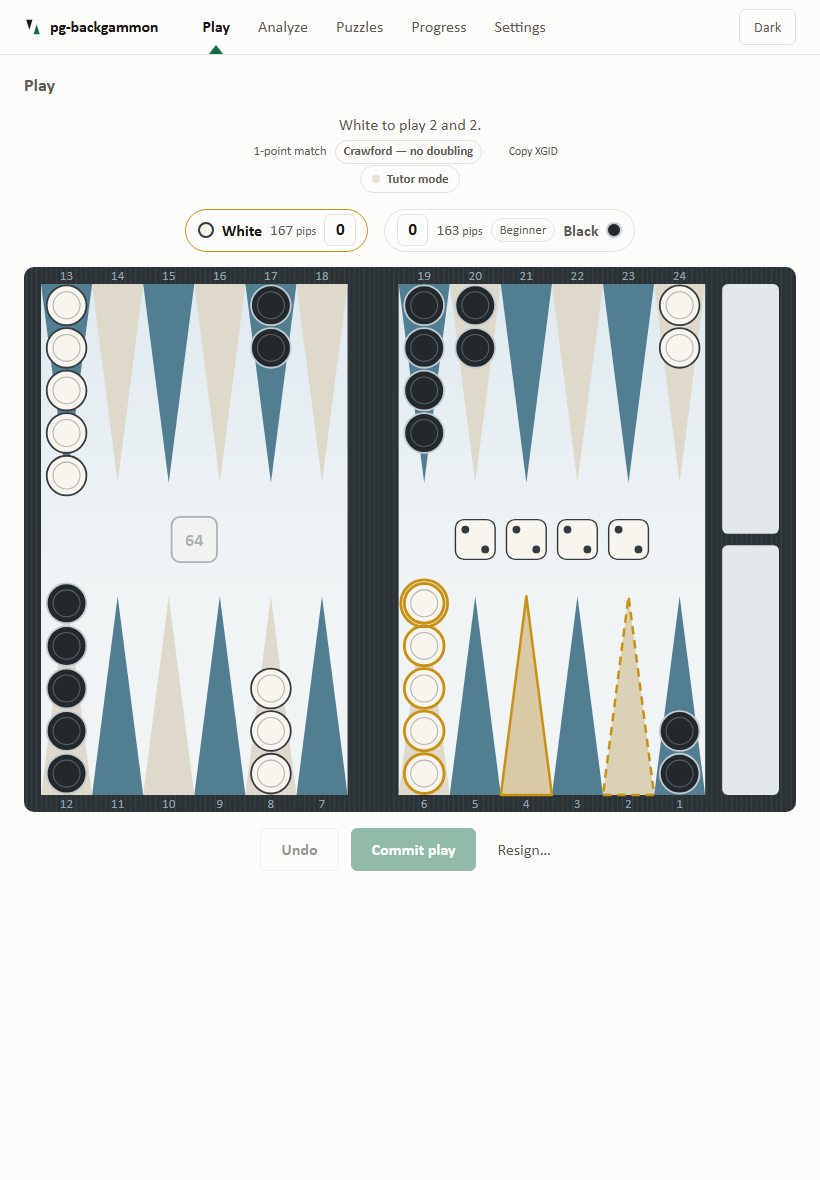 pg-backgammon Play Analyze Puzzles Progress Settings Dark
Play
White to play 2 and 2.
1-point match Crawford — no doubling Copy XGID
Tutor mode
White 167 pips 0 0 163 pips Beginner Black
13 14 15 16 17 18 19 20 21 22 23 24
64
12 11 10 9 8 7 6 5 4 3 2 1
Undo Commit play Resign...